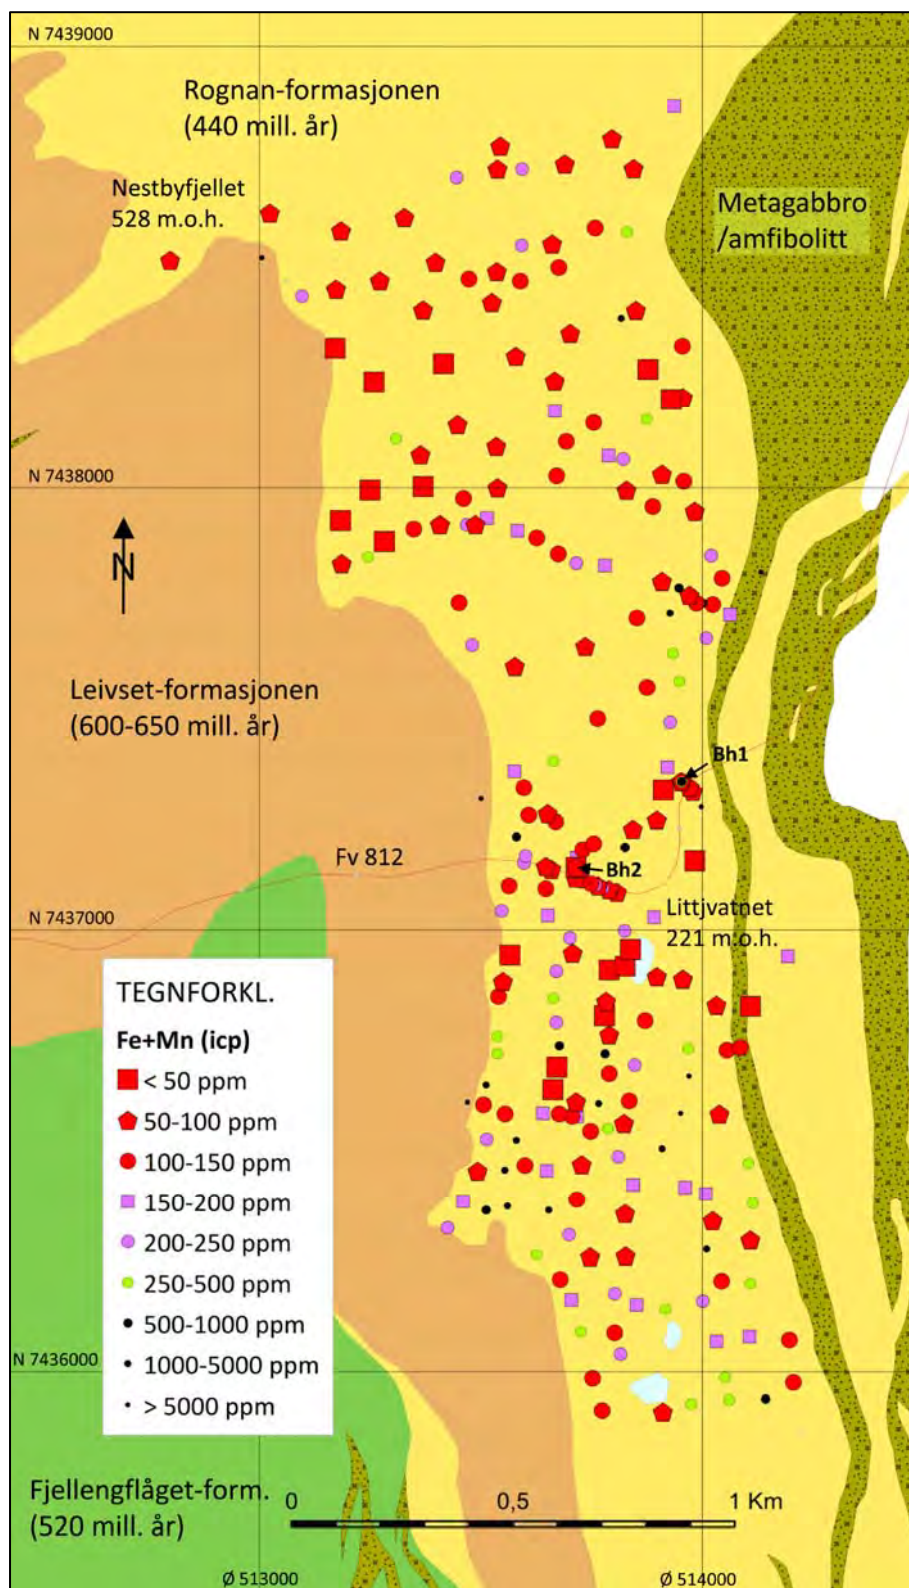 N 7439000
Rognan-formasjonen
(440 mill. år)
Nestbyfjellet
528 m.o.h.
Metagabbro
/amfibolitt
N 7438000
N
Leivset-formasjonen
(600-650 mill. år)
Bh1
Fv 812
Bh2
N 7437000
Littjvatnet
221 m.o.h.
TEGNFORKL.
Fe+Mn (icp)
< 50 ppm
50-100 ppm
100-150 ppm
150-200 ppm
200-250 ppm
250-500 ppm
500-1000 ppm
1000-5000 ppm
> 5000 ppm
N 7436000
Fjellengflåget-form.
(520 mill. år)
0 0,5 1 Km
Ø 513000 Ø 514000